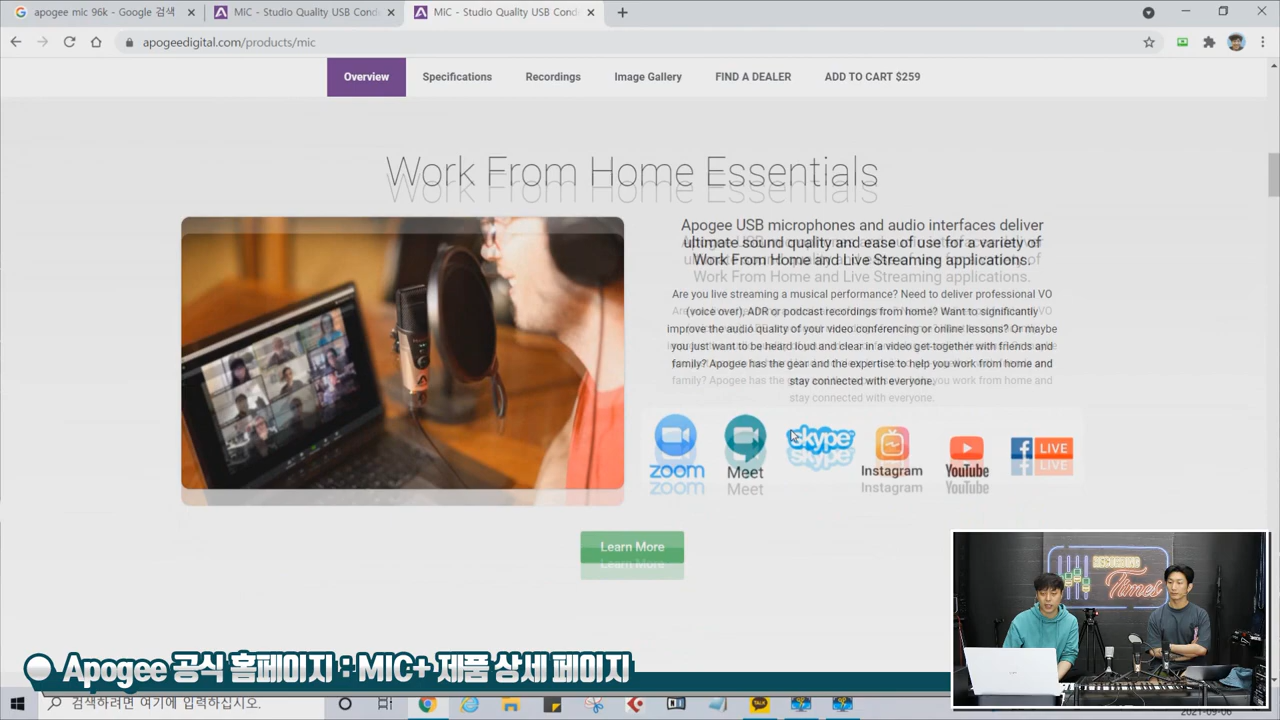 apogee mlc 96k - Google 검색
MiC - Studio Quality USB Cond
MiC - Studio Quality USB Cond
apogeedigital.com/products/mic
Overview
Specifications
Recordings
Image Gallery
FIND A DEALER
ADD TO CART $259
Work From Home Essentials
Apogee USB microphones and audio interfaces deliver
ultimate sound quality and ease of use for a variety of
Work From Home and Live Streaming applications.
Are you live streaming a musical performance? Need to deliver professional VO
(voice over), ADR or podcast recordings from home? Want to significantly
improve the audio quality of your video conferencing or online lessons? Or maybe
you just want to be heard loud and clear in a video get-together with friends and
family? Apogee has the gear and the expertise to help you work from home and
stay connected with everyone.
zoom
Meet
skype
Instagram
YouTube
f LIVE
Learn More
RECORDING
Times
Apogee 공식 홈페이지 : MIC+ 제품 상세 페이지
검색하려면 여기에 입력하십시오.
TALK
2021-09-06